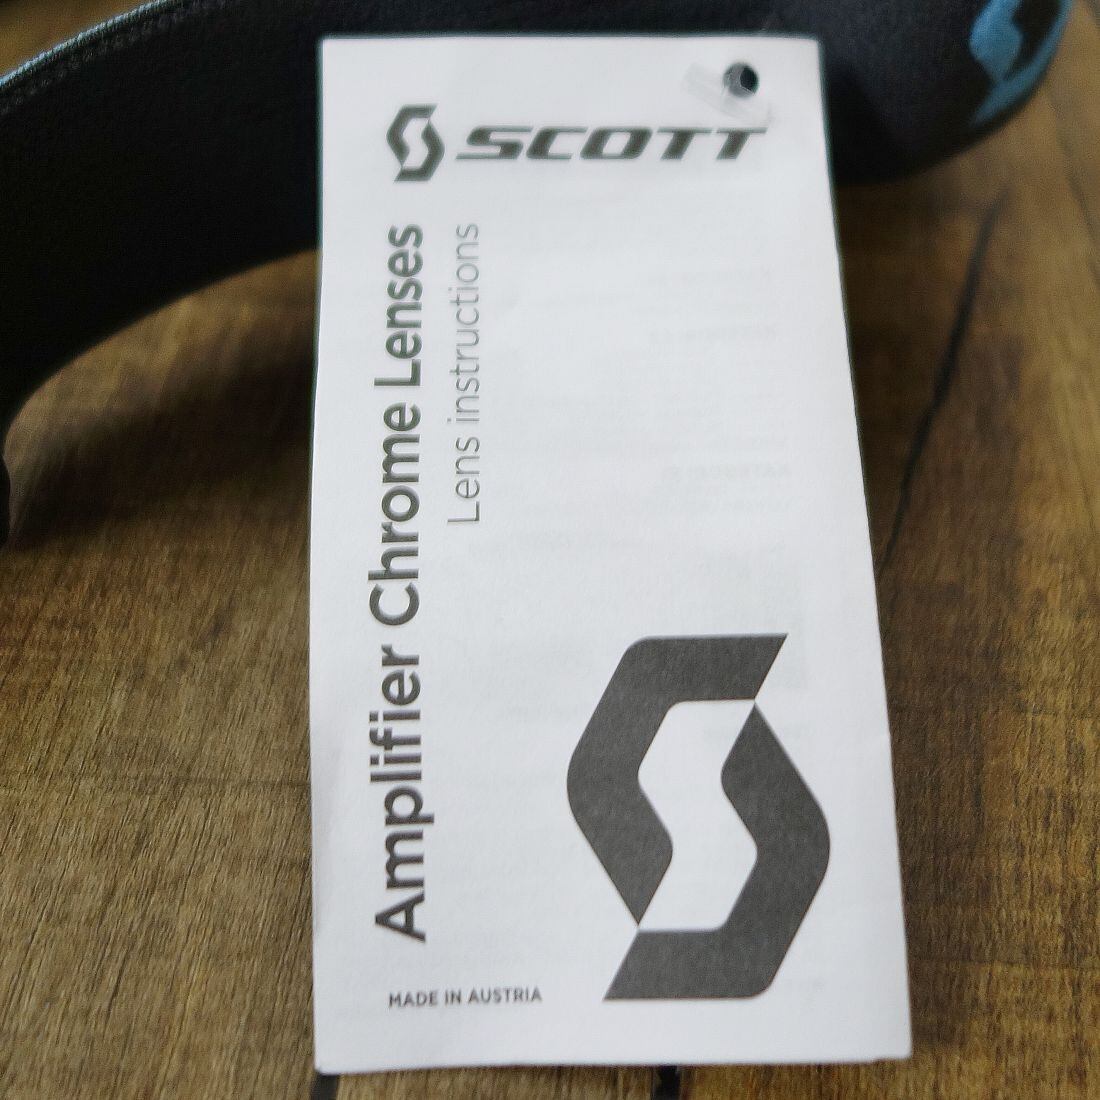 SCOTT
Amplifier Chrome Lenses
Lens instructions
MADE IN AUSTRIA